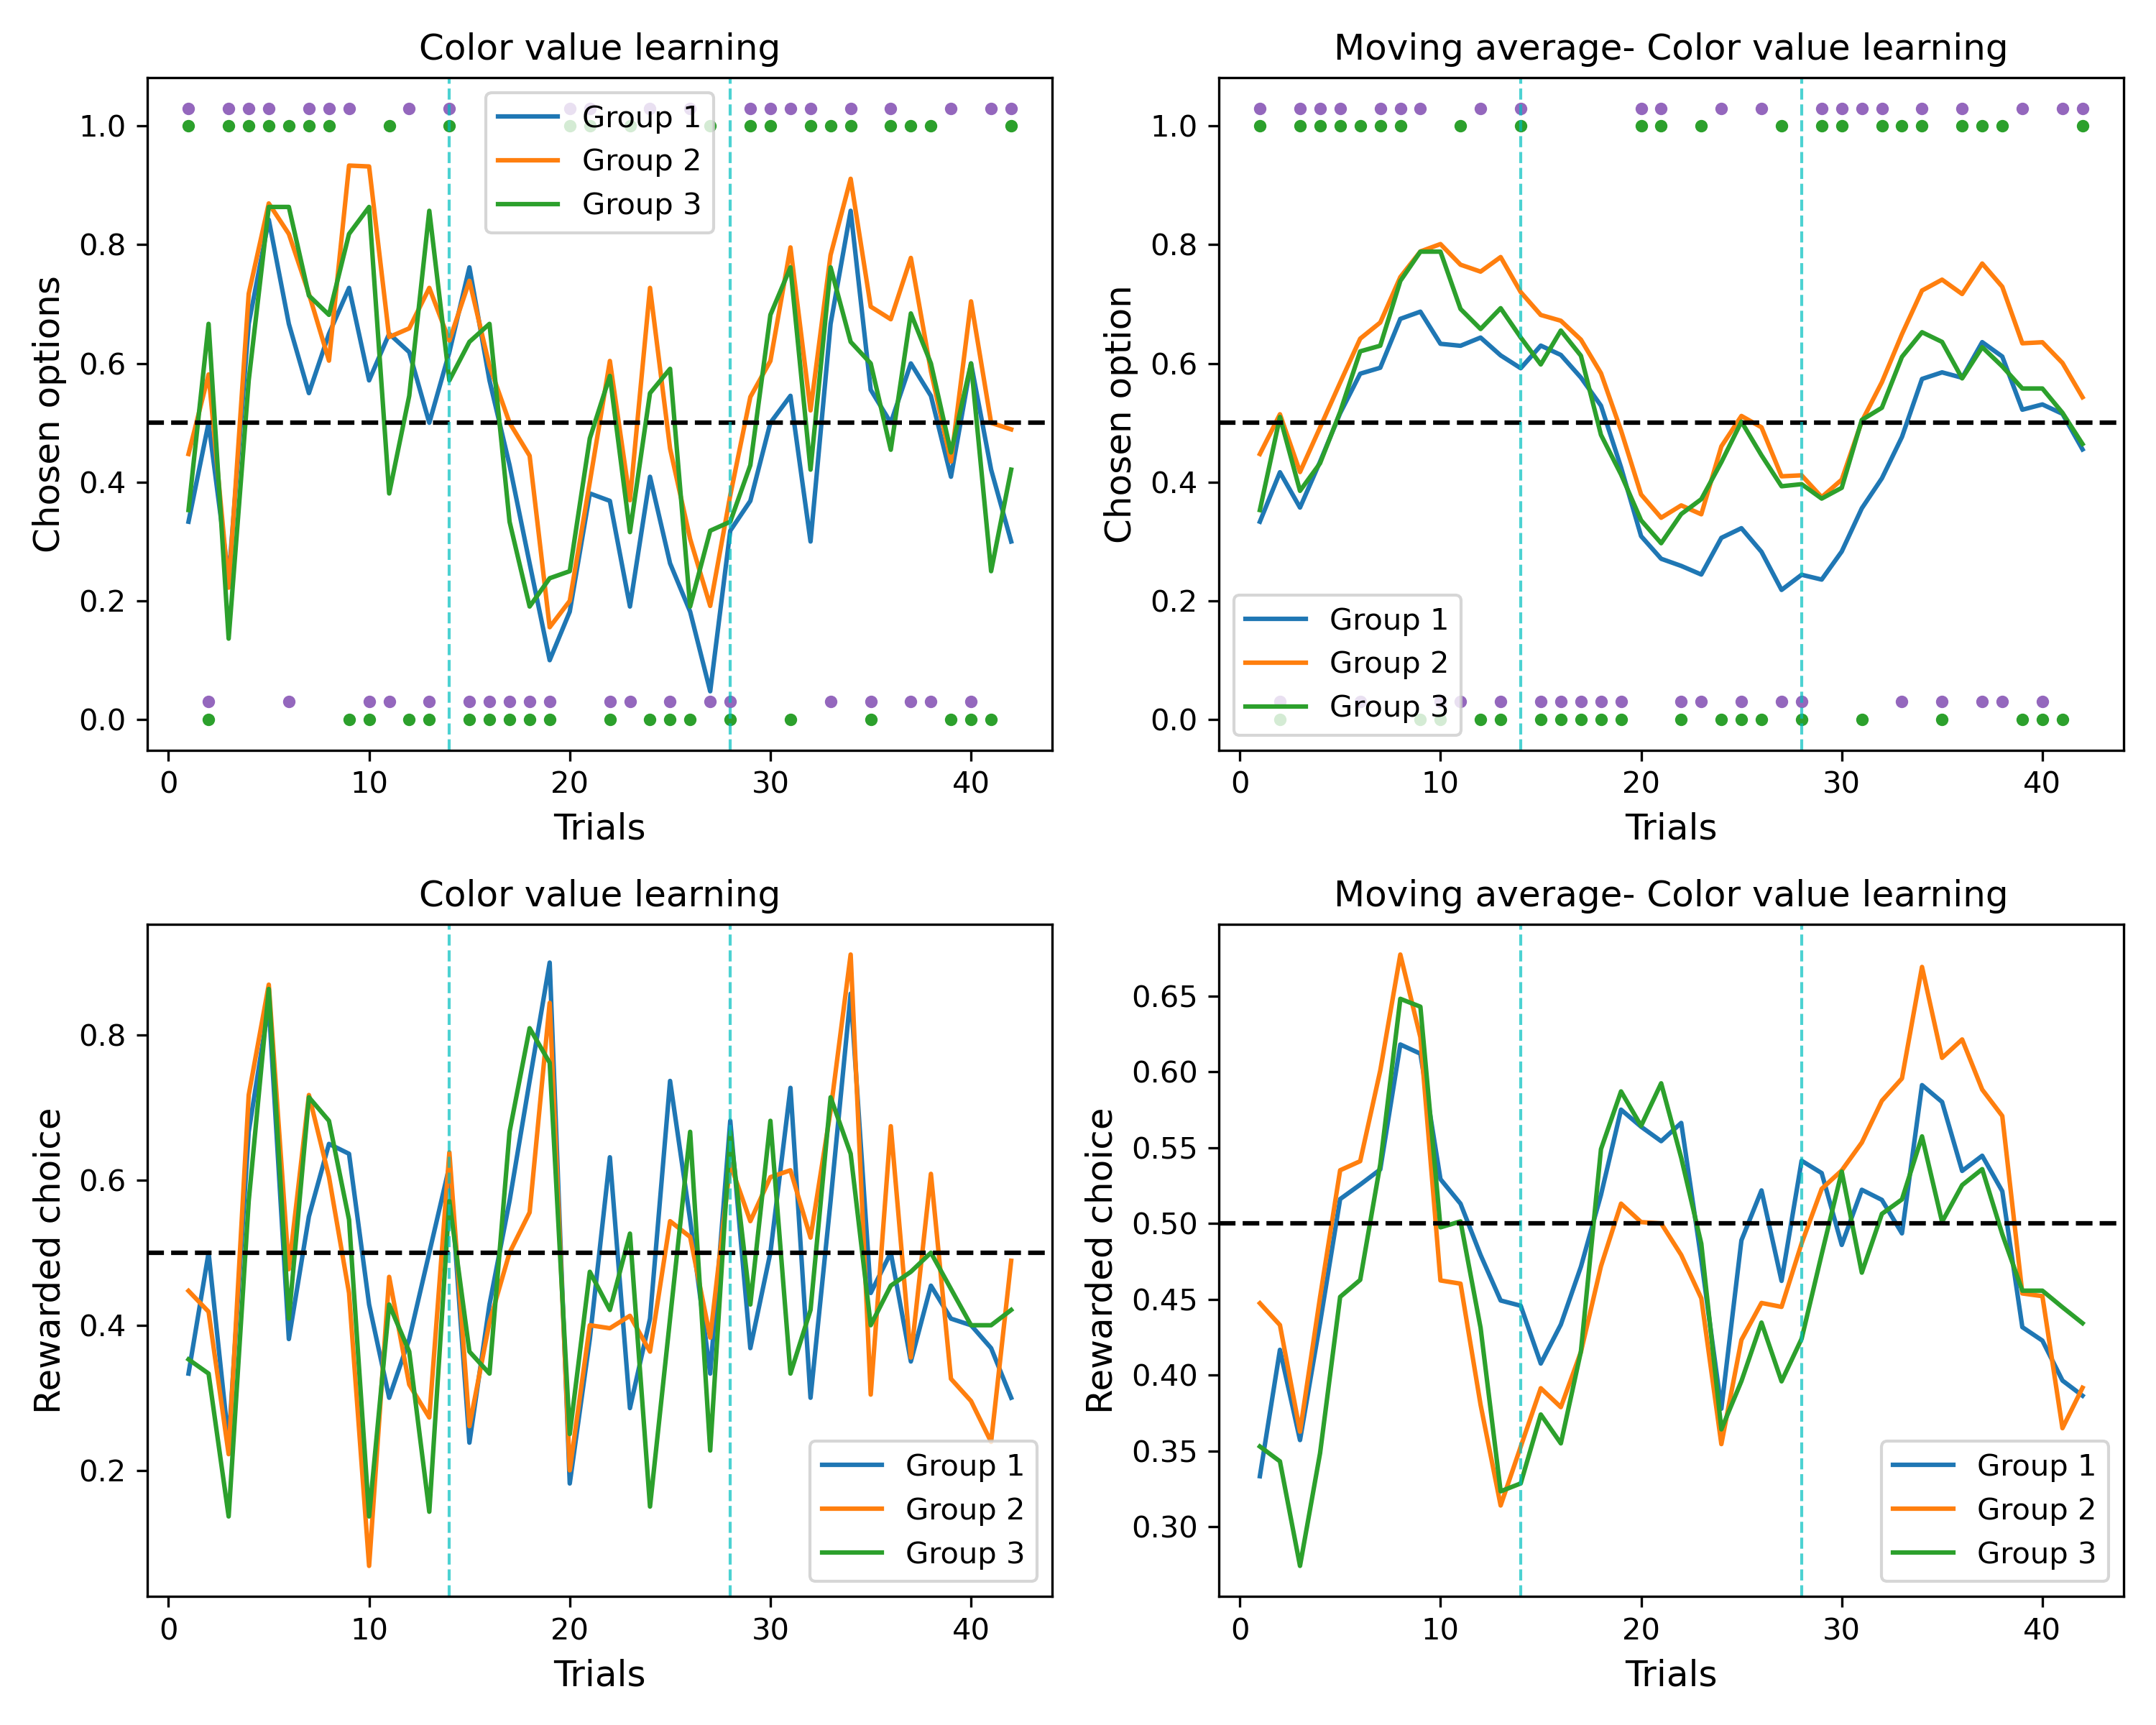 Color value learning
Chosen options
1.0
0.8
0.6
0.4
0.2
0.0
Group 1
Group 2
Group 3
0 10 20 30 40
Trials
Moving average- Color value learning
Chosen option
1.0
0.8
0.6
0.4
0.2
0.0
Group 1
Group 2
Group 3
0 10 20 30 40
Trials
Color value learning
Rewarded choice
0.8
0.6
0.4
0.2
Group 1
Group 2
Group 3
0 10 20 30 40
Trials
Moving average- Color value learning
Rewarded choice
0.65
0.60
0.55
0.50
0.45
0.40
0.35
0.30
Group 1
Group 2
Group 3
0 10 20 30 40
Trials